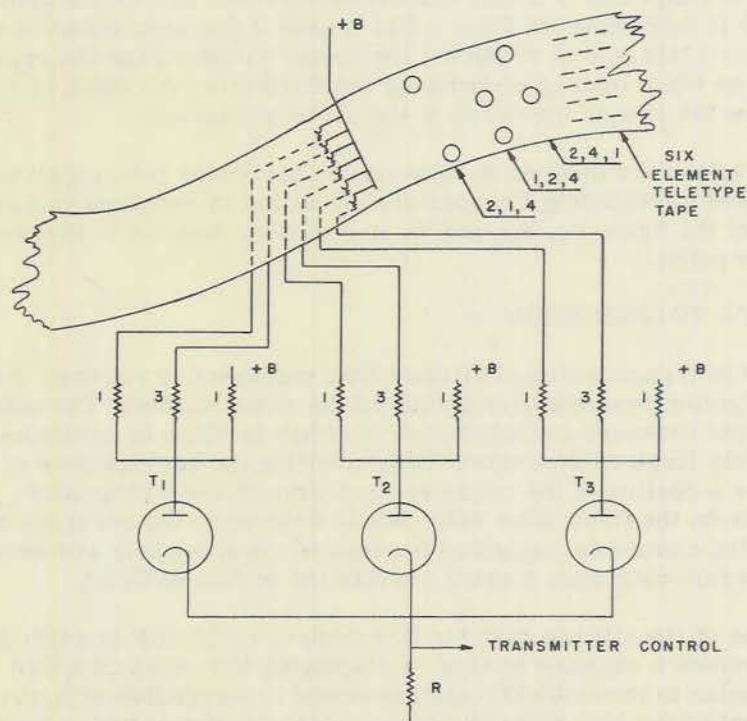 +B
SIX
ELEMENT
TELETYPE
TAPE
2,4,1
1,2,4
2,1,4
+B +B +B
1 3 1 1 3 1 1 3 1
T1 T2 T3
TRANSMITTER CONTROL
R